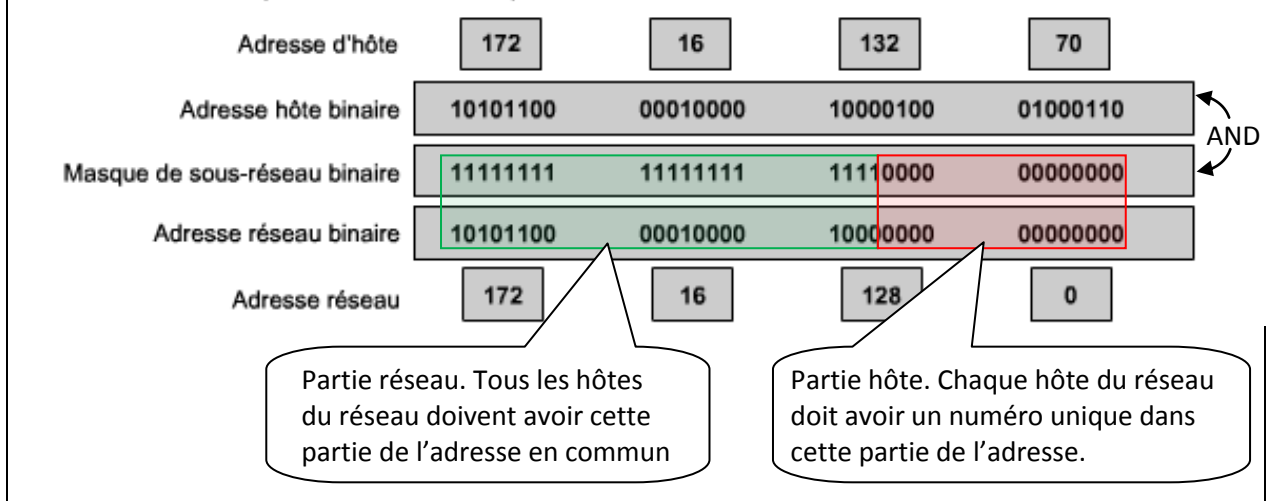 Adresse d'hôte 172 16 132 70
Adresse hôte binaire 10101100 00010000 10000100 01000110
AND
Masque de sous-réseau binaire 11111111 11111111 11110000 00000000
Adresse réseau binaire 10101100 00010000 10000000 00000000
Adresse réseau 172 16 128 0
Partie réseau. Tous les hôtes
du réseau doivent avoir cette
partie de l’adresse en commun
Partie hôte. Chaque hôte du réseau
doit avoir un numéro unique dans
cette partie de l’adresse.